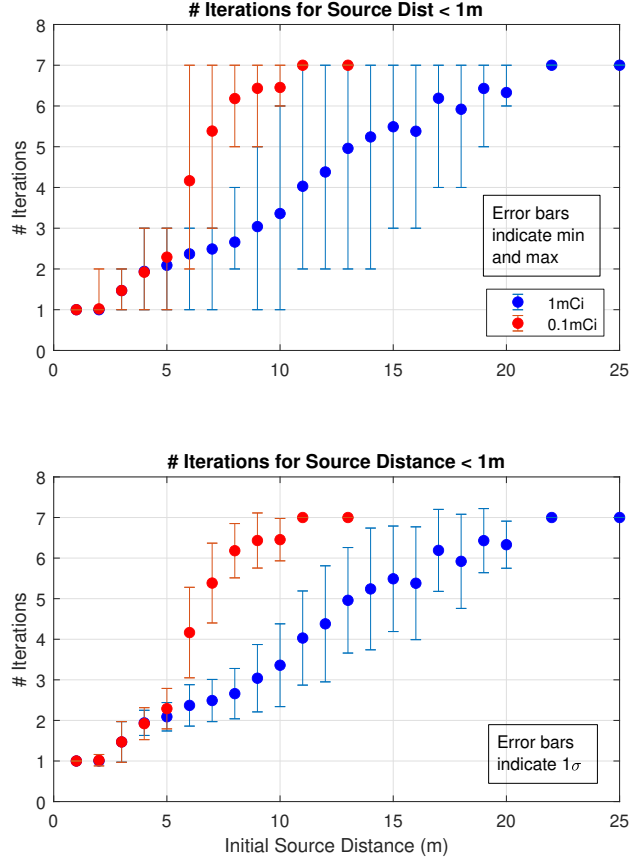 # Iterations for Source Dist < 1m
8
7
6
5
4
3
2
1
0
# Iterations
Error bars
indicate min
and max
1mCi
0.1mCi
0 5 10 15 20 25
# Iterations for Source Distance < 1m
8
7
6
5
4
3
2
1
0
# Iterations
Error bars
indicate 1σ
0 5 10 15 20 25
Initial Source Distance (m)